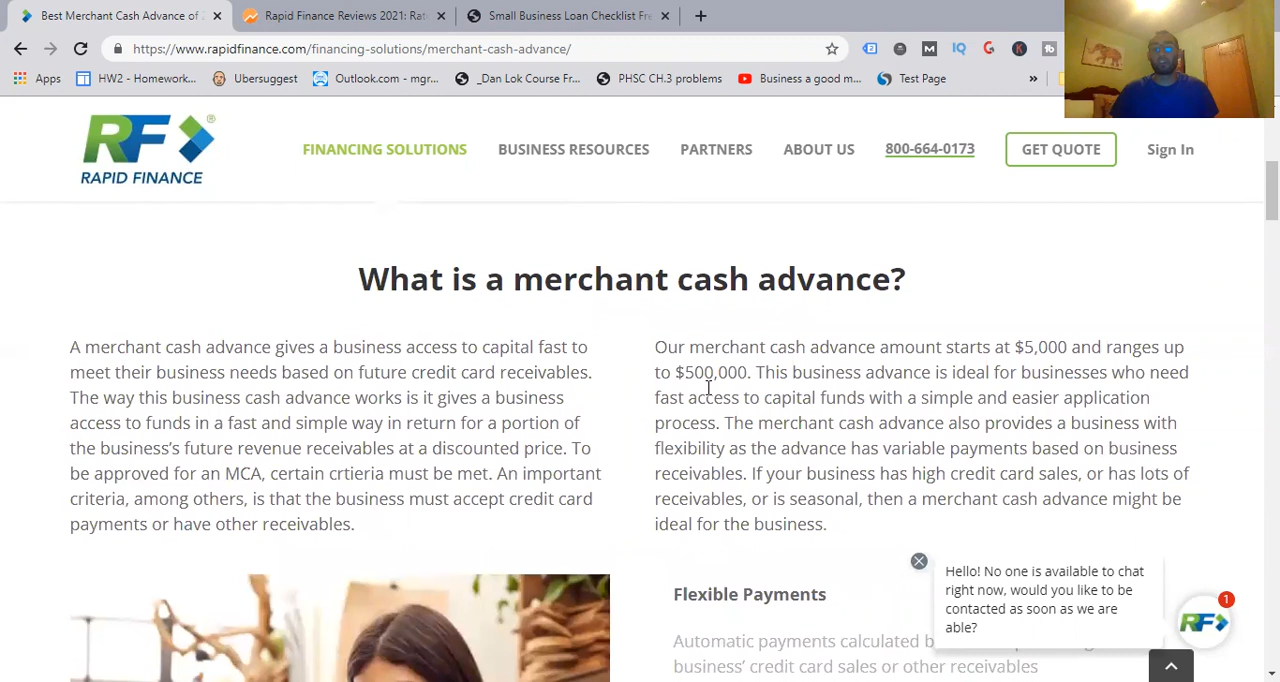 Best Merchant Cash Advance of 2
Rapid Finance Reviews 2021: Rat
Small Business Loan Checklist Fre
https://www.rapidfinance.com/financing-solutions/merchant-cash-advance/
Apps
HW2 - Homework...
Ubersuggest
Outlook.com - mgr...
_Dan Lok Course Fr...
PHSC CH.3 problems
Business a good m...
Test Page
»
RF
®
RAPID FINANCE
FINANCING SOLUTIONS
BUSINESS RESOURCES
PARTNERS
ABOUT US
800-664-0173
GET QUOTE
Sign In
What is a merchant cash advance?
A merchant cash advance gives a business access to capital fast to
meet their business needs based on future credit card receivables.
The way this business cash advance works is it gives a business
access to funds in a fast and simple way in return for a portion of
the business's future revenue receivables at a discounted price. To
be approved for an MCA, certain crtieria must be met. An important
criteria, among others, is that the business must accept credit card
payments or have other receivables.
Our merchant cash advance amount starts at $5,000 and ranges up
to $500,000. This business advance is ideal for businesses who need
fast access to capital funds with a simple and easier application
process. The merchant cash advance also provides a business with
flexibility as the advance has variable payments based on business
receivables. If your business has high credit card sales, or has lots of
receivables, or is seasonal, then a merchant cash advance might be
ideal for the business.
Flexible Payments
Automatic payments calculated
business' credit card sales or other receivables
Hello! No one is available to chat
right now, would you like to be
contacted as soon as we are
able?
RF
1